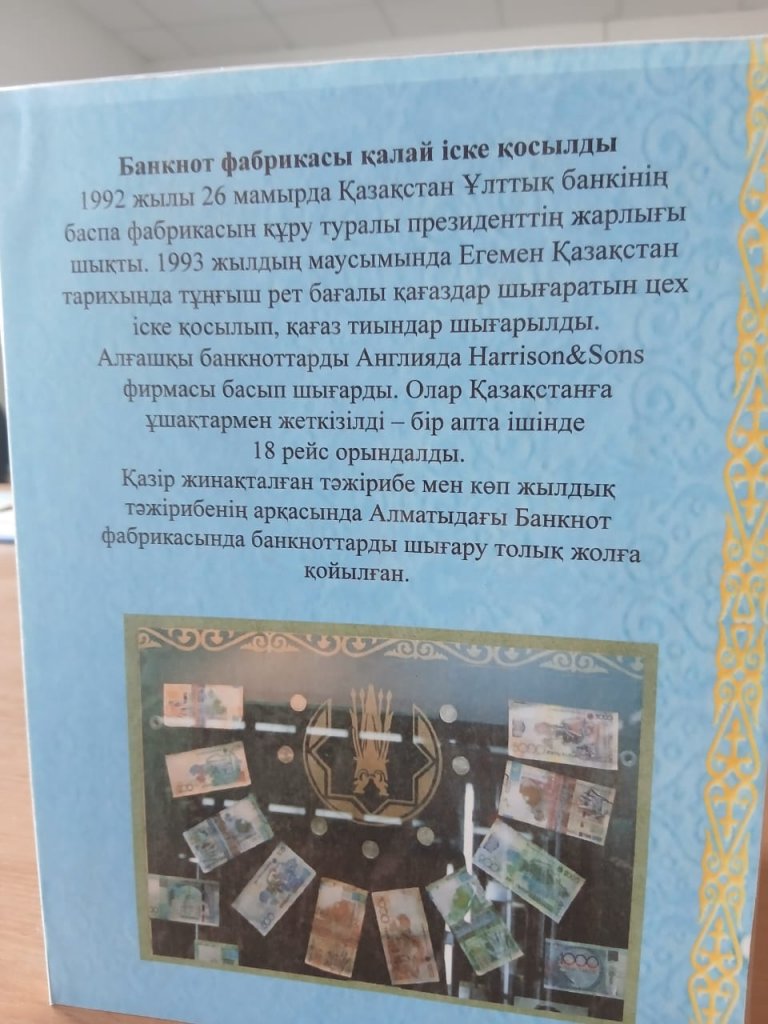 Банкнот фабрикасы қалай іске қосылды
1992 жылы 26 мамырда Қазақстан Ұлттық банкінің
баспа фабрикасын құру туралы президенттің жарлығы
шықты. 1993 жылдың маусымында Егемен Қазақстан
тарихында тұңғыш рет бағалы қағаздар шығаратын цех
іске қосылып, қағаз тиындар шығарылды.
Алғашқы банкноттарды Англияда Harrison&Sons
фирмасы басып шығарды. Олар Қазақстанға
ұшақтармен жеткізілді – бір апта ішінде
18 рейс орындалды.
Қазір жинақталған тәжірибе мен көп жылдық
тәжірибенің арқасында Алматыдағы Банкнот
фабрикасында банкноттарды шығару толық жолға
қойылған.
1000